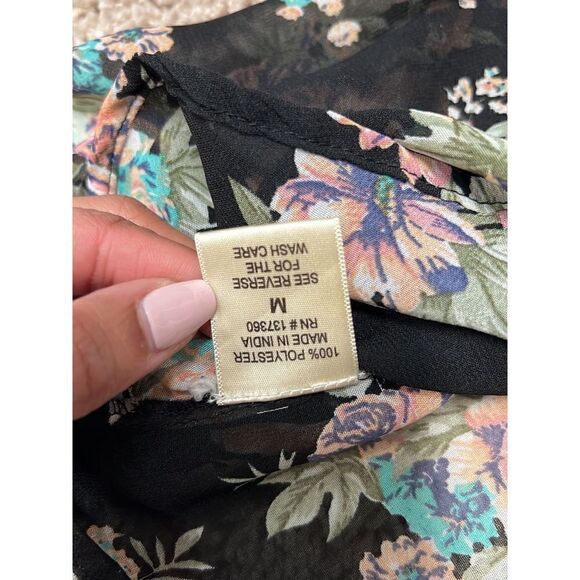 100% POLYESTER
MADE IN INDIA
RN # 137360
M
SEE REVERSE
FOR THE
WASH CARE